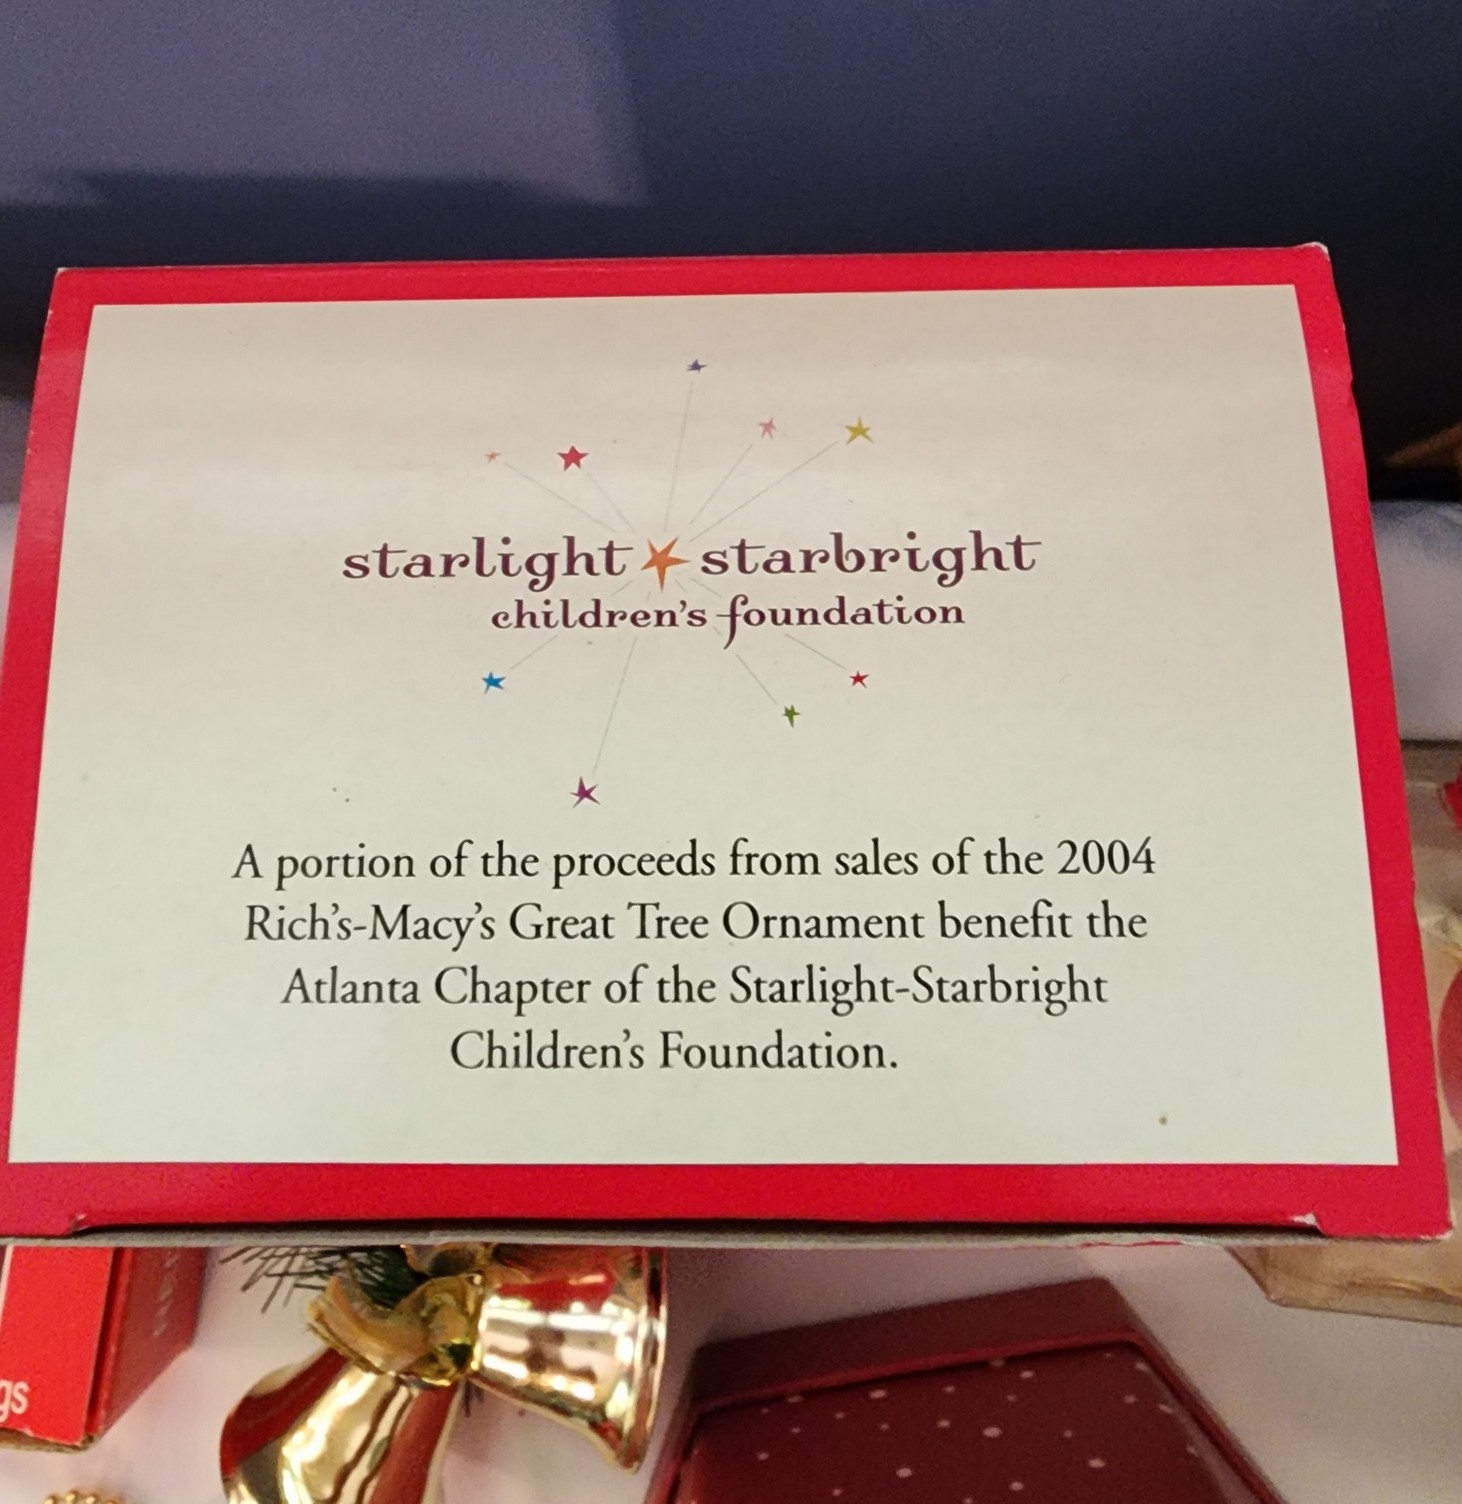 starlight starbright
children's foundation
A portion of the proceeds from sales of the 2004
Rich's-Macy's Great Tree Ornament benefit the
Atlanta Chapter of the Starlight-Starbright
Children's Foundation.
gs